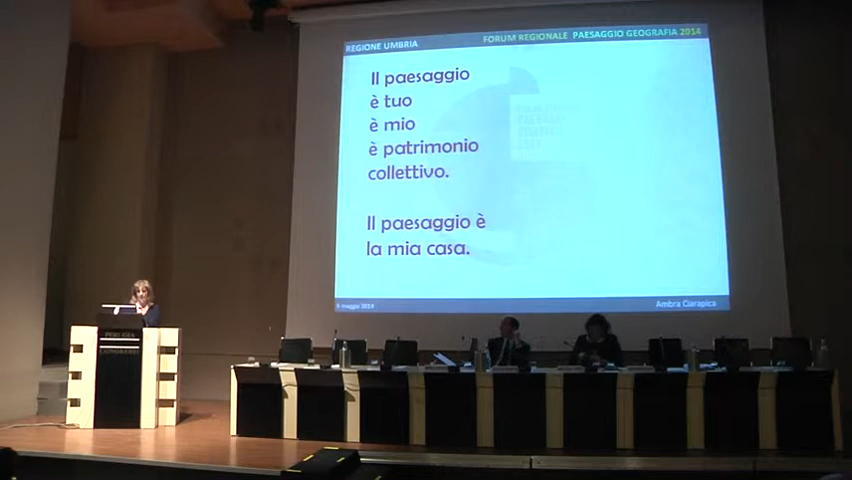 REGIONE UMBRIA
FORUM REGIONALE PAESAGGIO GEOGRAFIA 2014
Il paesaggio
è tuo
è mio
è patrimonio
collettivo.
Il paesaggio è
la mia casa.
maggio 2014
Ambra Ciarapica
PERUGIA